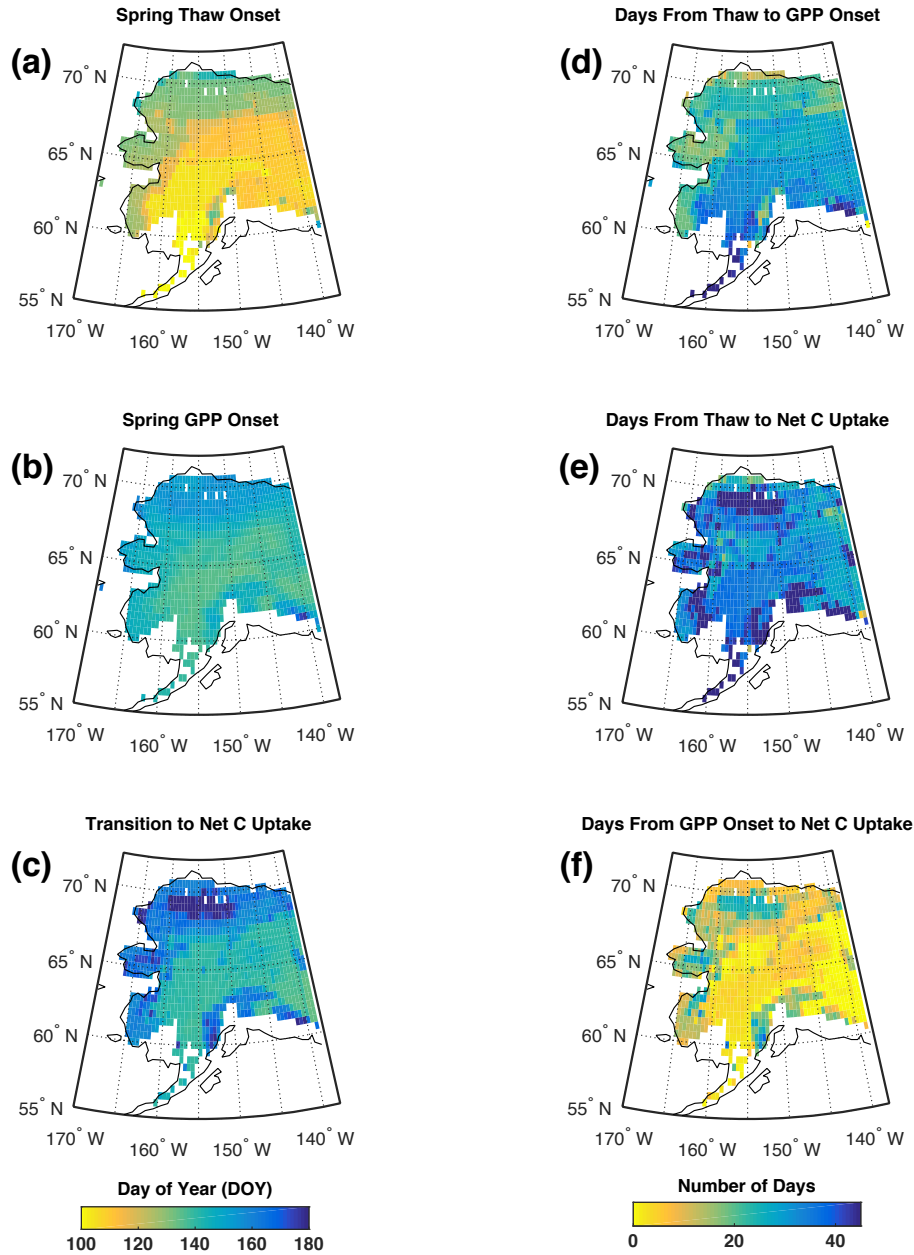 Spring Thaw Onset
(a)
70° N
65° N
60° N
55° N
170° W
160° W
150° W
140° W
Days From Thaw to GPP Onset
(d)
70° N
65° N
60° N
55° N
170° W
160° W
150° W
140° W
Spring GPP Onset
(b)
70° N
65° N
60° N
55° N
170° W
160° W
150° W
140° W
Days From Thaw to Net C Uptake
(e)
70° N
65° N
60° N
55° N
170° W
160° W
150° W
140° W
Transition to Net C Uptake
(c)
70° N
65° N
60° N
55° N
170° W
160° W
150° W
140° W
Days From GPP Onset to Net C Uptake
(f)
70° N
65° N
60° N
55° N
170° W
160° W
150° W
140° W
Day of Year (DOY)
100 120 140 160 180
Number of Days
0 20 40